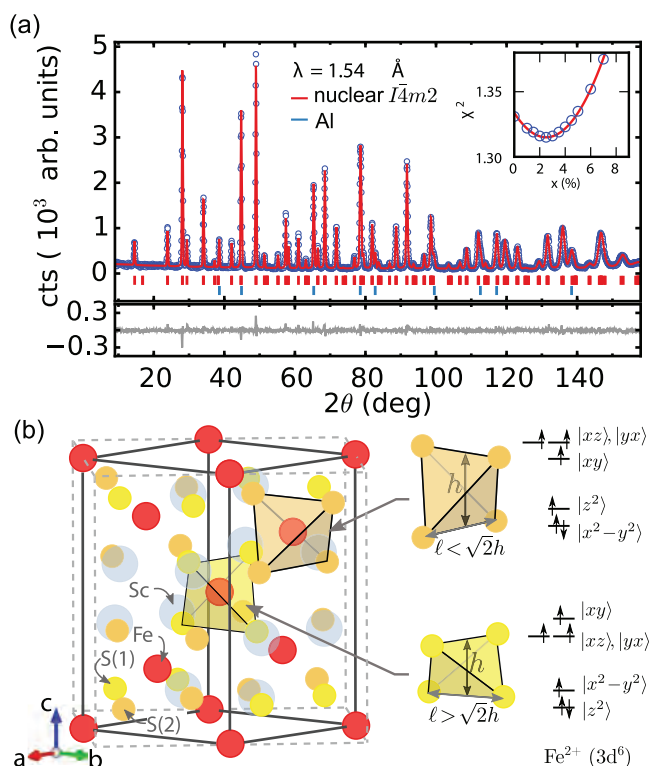 (a)
5
4
3
2
1
0
cts ( 10³ arb. units)
λ = 1.54 Å
nuclear I4̅m2
Al
1.35
1.30
χ²
0 2 4 6 8
x (%)
0.3
−0.3
20 40 60 80 100 120 140
2θ (deg)
(b)
Sc
Fe
S(1)
S(2)
c
a
b
h
ℓ<√2h
|xz⟩,|yx⟩
|xy⟩
|z²⟩
|x²−y²⟩
h
ℓ>√2h
|xy⟩
|xz⟩,|yx⟩
|x²−y²⟩
|z²⟩
Fe²⁺ (3d⁶)